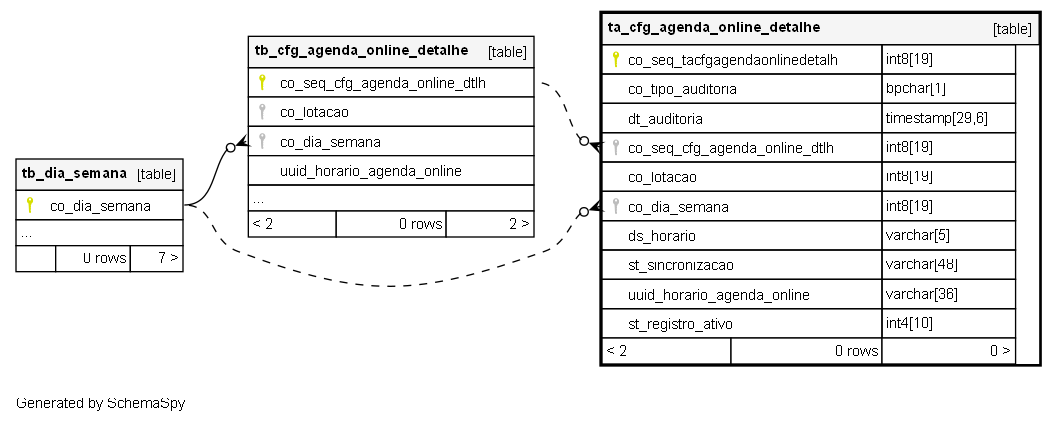 tb_dia_semana [table]
co_dia_semana
...
0 rows 7 >
tb_cfg_agenda_online_detalhe [table]
co_seq_cfg_agenda_online_dtlh
co_lotacao
co_dia_semana
uuid_horario_agenda_online
...
< 2 0 rows 2 >
ta_cfg_agenda_online_detalhe [table]
co_seq_tacfgagendaonlinedetalh int8[19]
co_tipo_auditoria bpchar[1]
dt_auditoria timestamp[29,6]
co_seq_cfg_agenda_online_dtlh int8[19]
co_lotacao int8[19]
co_dia_semana int8[19]
ds_horario varchar[5]
st_sincronizacao varchar[48]
uuid_horario_agenda_online varchar[36]
st_registro_ativo int4[10]
< 2 0 rows 0 >
Generated by SchemaSpy